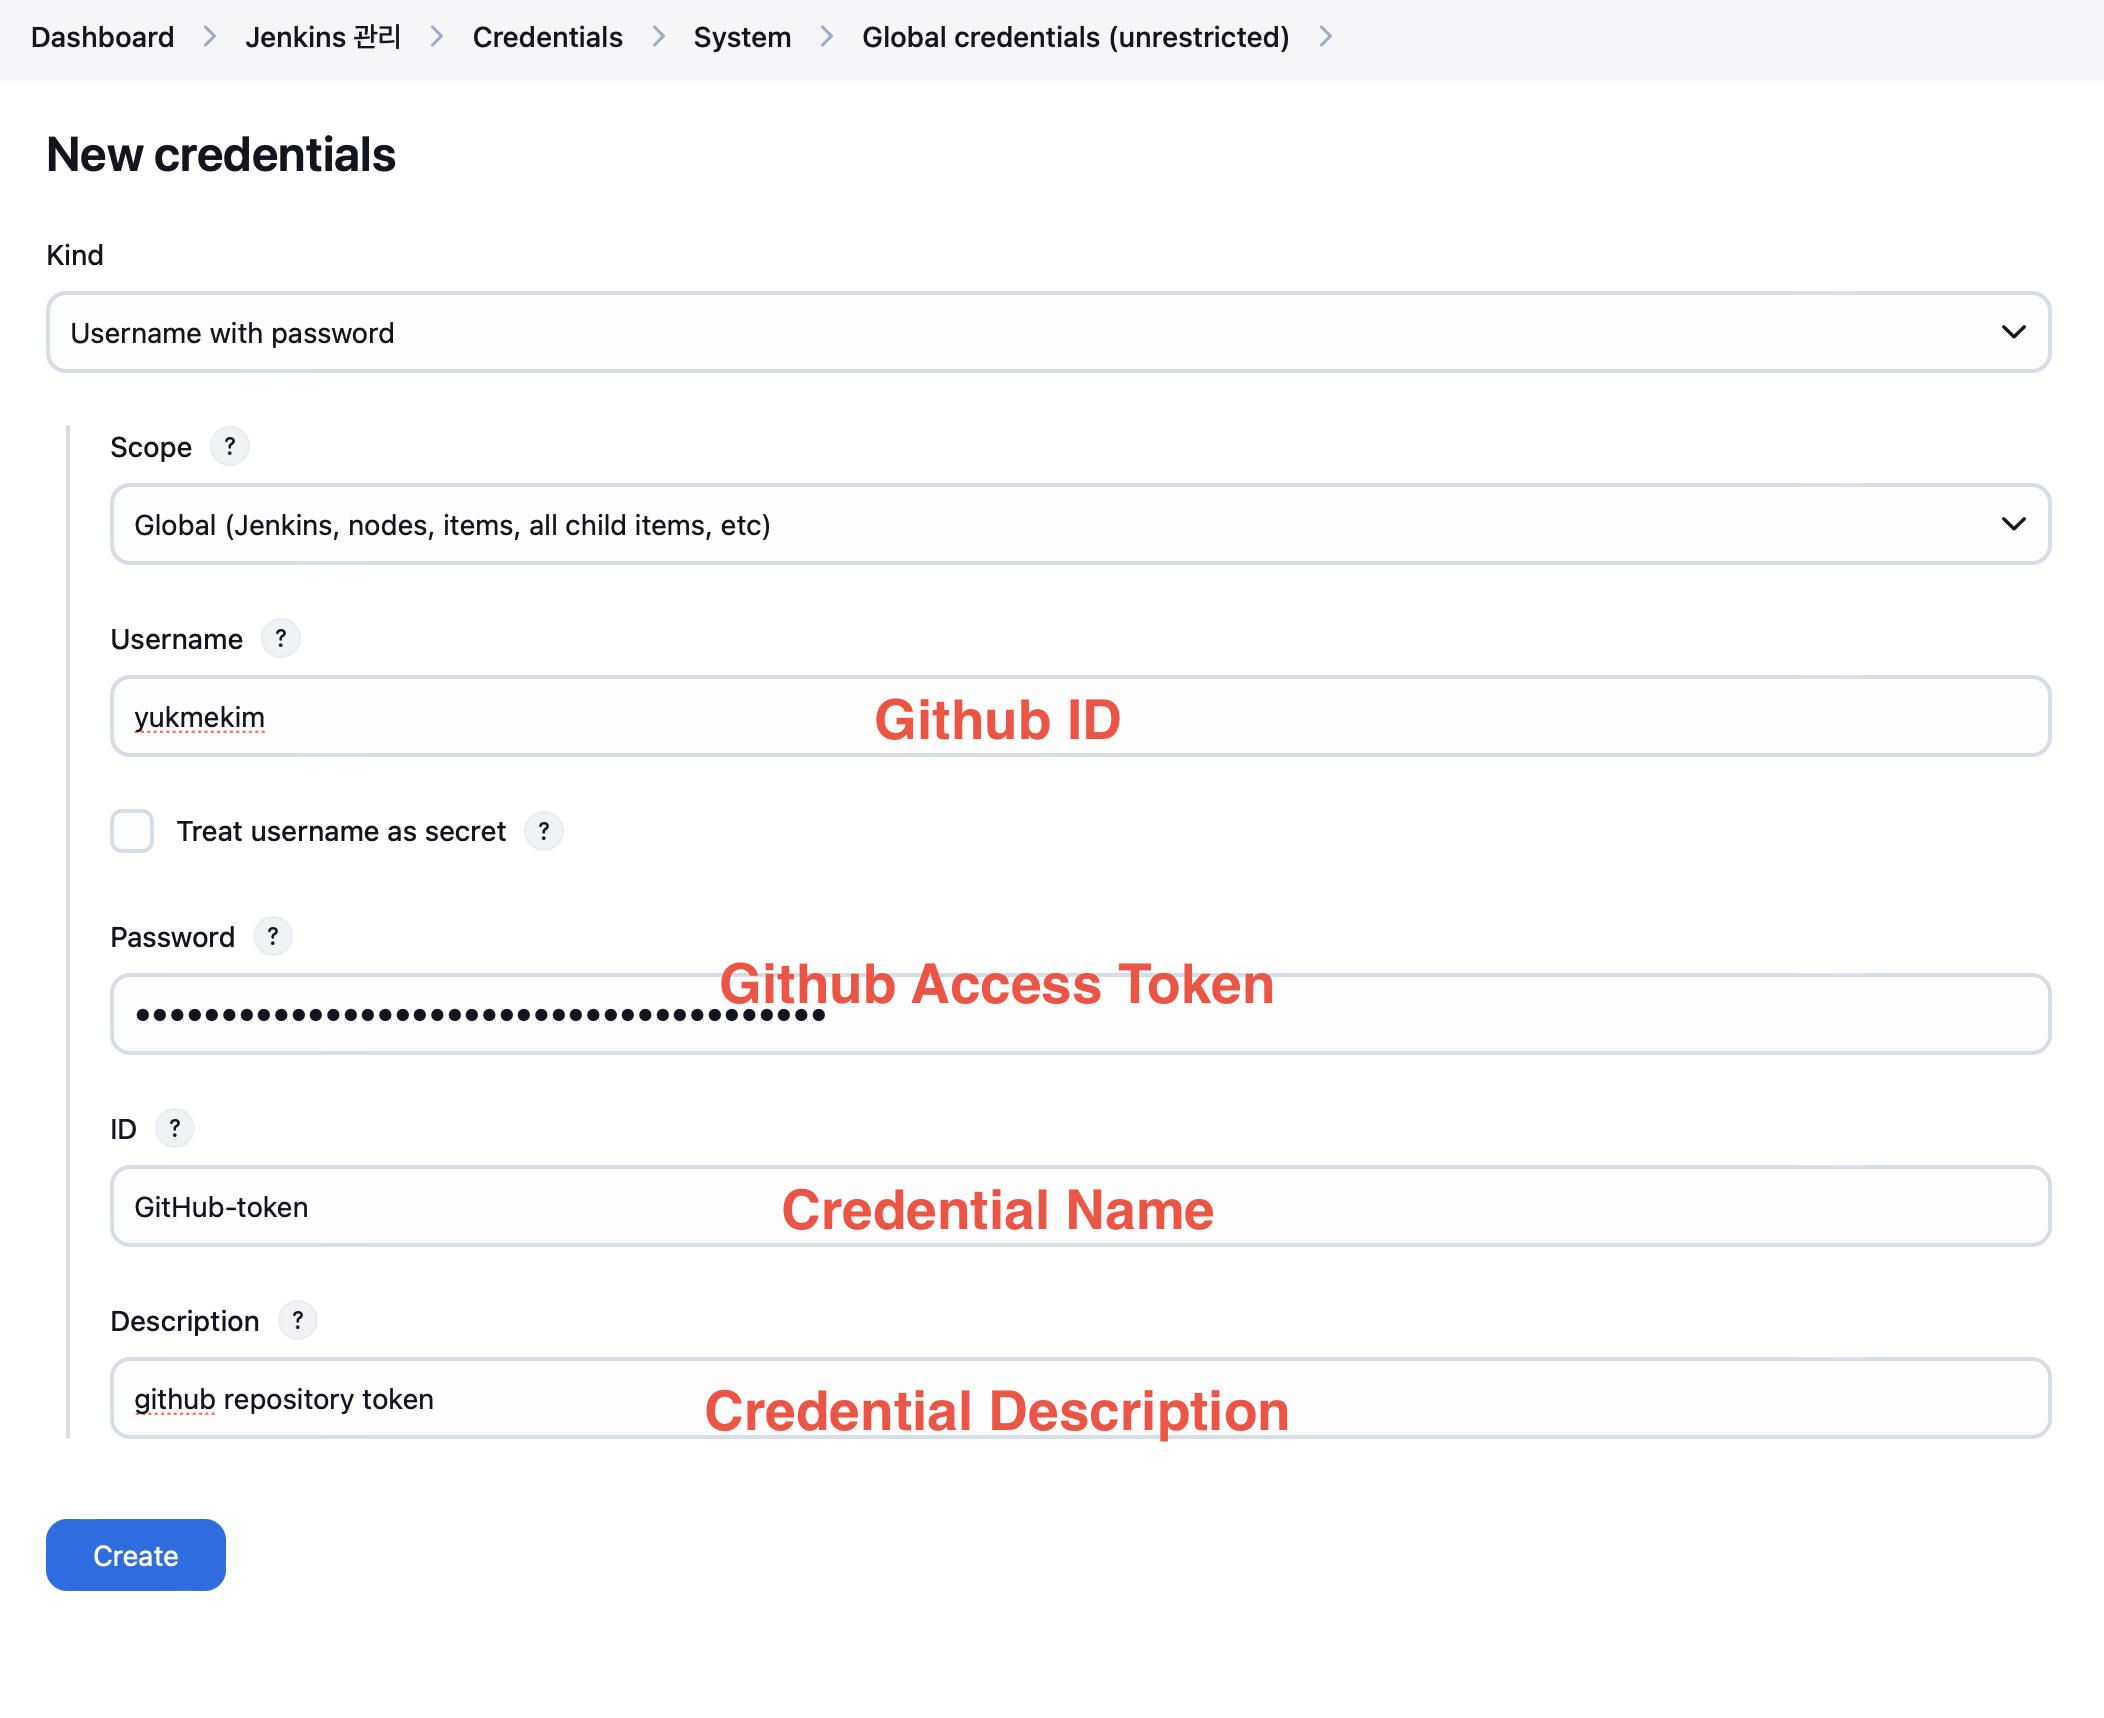 Dashboard > Jenkins 관리 > Credentials > System > Global credentials (unrestricted) >
New credentials
Kind
Username with password
Scope ?
Global (Jenkins, nodes, items, all child items, etc)
Username ?
yukmekim Github ID
Treat username as secret ?
Password ?
Github Access Token
••••••••••••••••••••••••••••••••••••••••
ID ?
GitHub-token Credential Name
Description ?
github repository token Credential Description
Create